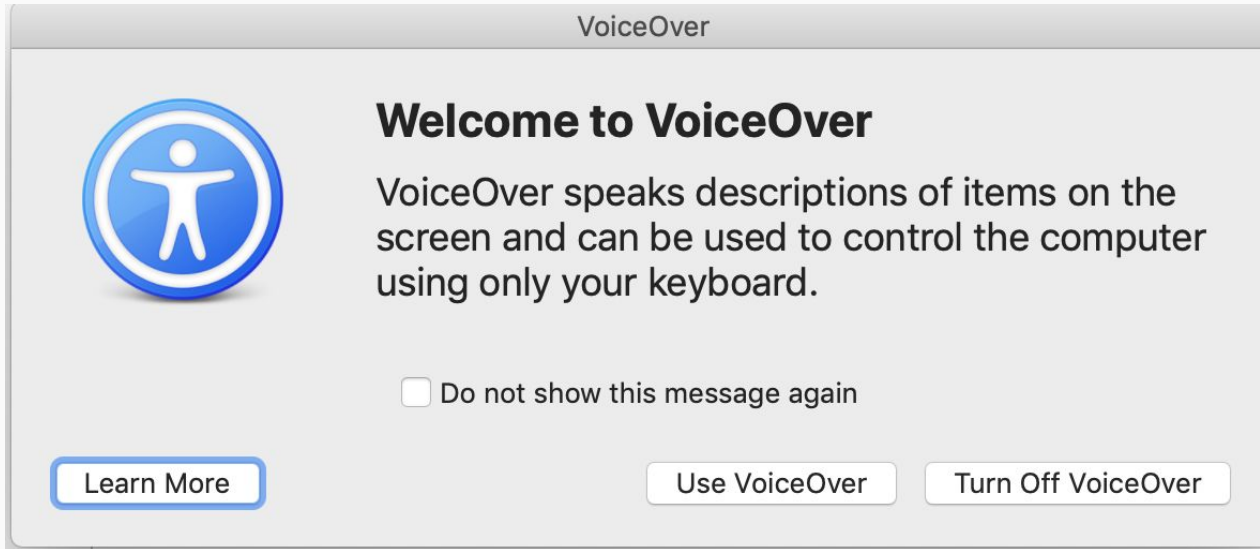 VoiceOver
Welcome to VoiceOver
VoiceOver speaks descriptions of items on the
screen and can be used to control the computer
using only your keyboard.
Do not show this message again
Learn More
Use VoiceOver
Turn Off VoiceOver